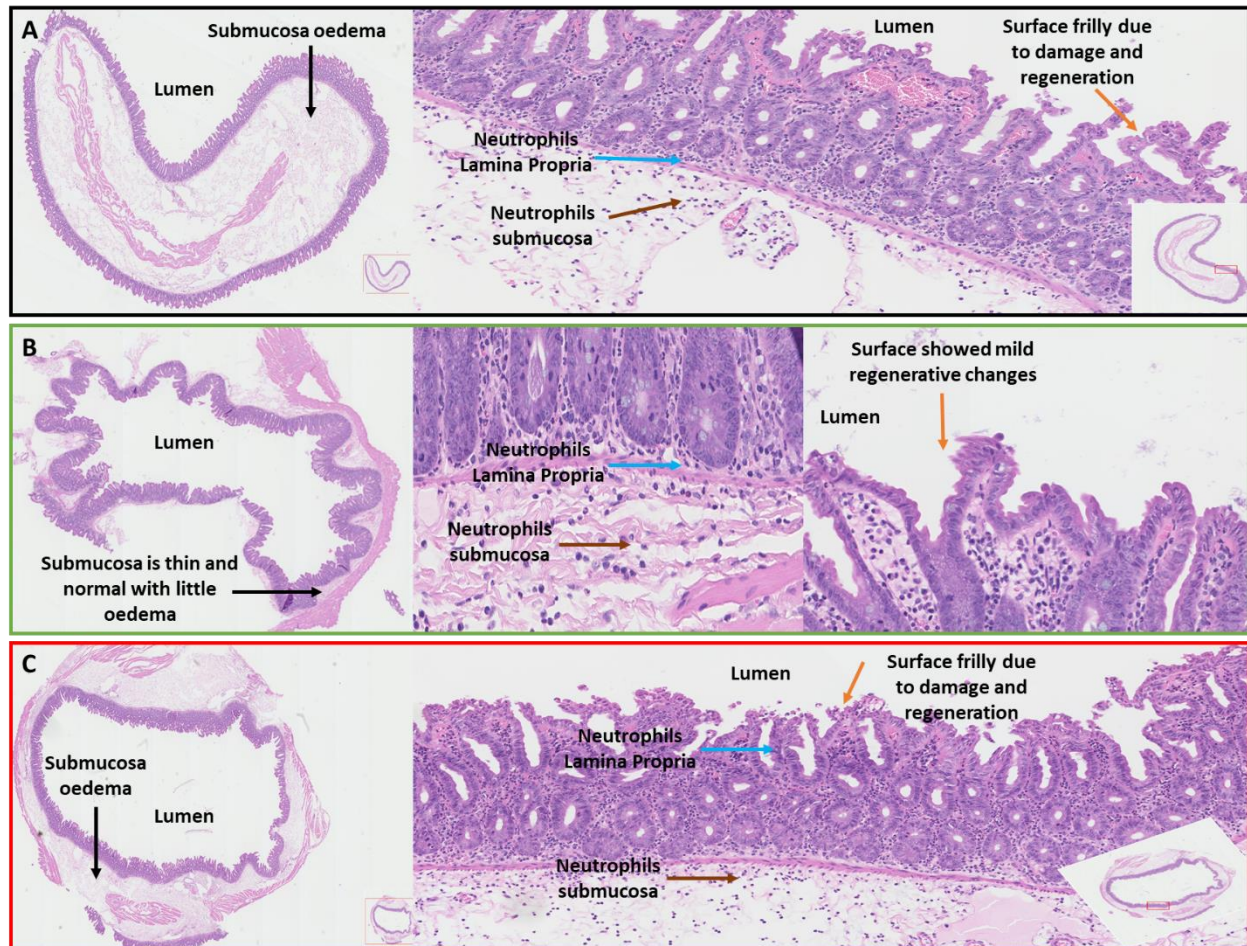 A
Submucosa oedema
Lumen
Lumen
Surface frilly due
to damage and
regeneration
Neutrophils
Lamina Propria
Neutrophils
submucosa
B
Lumen
Submucosa is thin and
normal with little
oedema
Neutrophils
Lamina Propria
Neutrophils
submucosa
Surface showed mild
regenerative changes
Lumen
C
Submucosa
oedema
Lumen
Lumen
Surface frilly due
to damage and
regeneration
Neutrophils
Lamina Propria
Neutrophils
submucosa